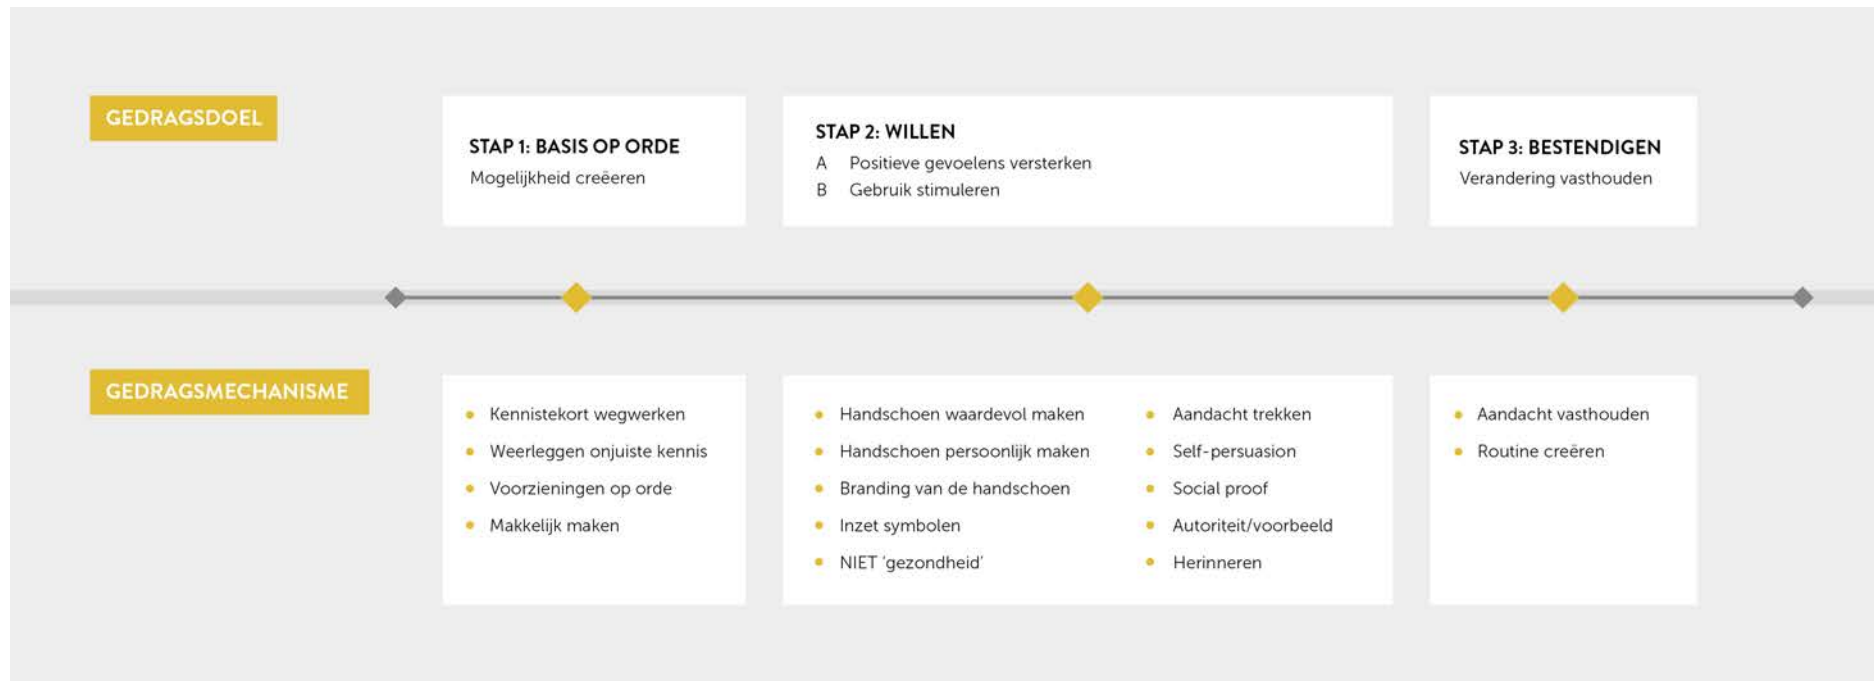 GEDRAGSDOEL
STAP 1: BASIS OP ORDE
Mogelijkheid creëeren
STAP 2: WILLEN
A Positieve gevoelens versterken
B Gebruik stimuleren
STAP 3: BESTENDIGEN
Verandering vasthouden
GEDRAGSMECHANISME
Kennistekort wegwerken
Weerleggen onjuiste kennis
Voorzieningen op orde
Makkelijk maken
Handschoen waardevol maken
Handschoen persoonlijk maken
Branding van de handschoen
Inzet symbolen
NIET 'gezondheid'
Aandacht trekken
Self-persuasion
Social proof
Autoriteit/voorbeeld
Herinneren
Aandacht vasthouden
Routine creëren